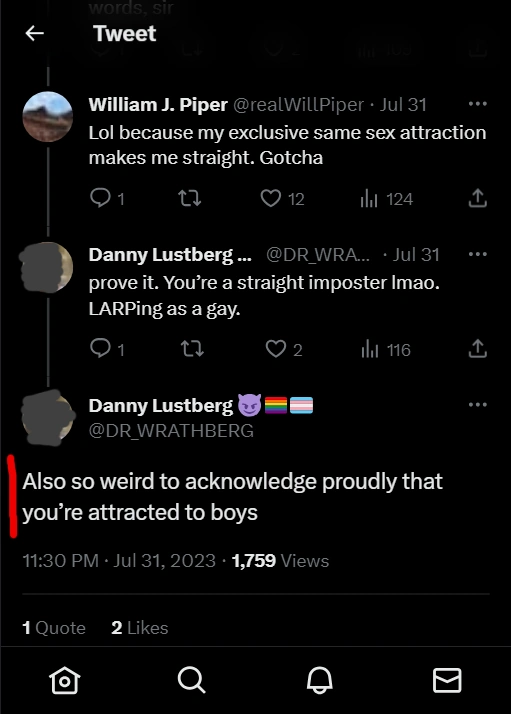 words, sir
Tweet
William J. Piper @realWillPiper · Jul 31
Lol because my exclusive same sex attraction
makes me straight. Gotcha
1 12 124
Danny Lustberg ... @DR_WRA... · Jul 31
prove it. You’re a straight imposter lmao.
LARPing as a gay.
1 2 116
Danny Lustberg 😈🏳️‍🌈🏳️‍⚧️
@DR_WRATHBERG
Also so weird to acknowledge proudly that
you’re attracted to boys
11:30 PM · Jul 31, 2023 · 1,759 Views
1 Quote 2 Likes